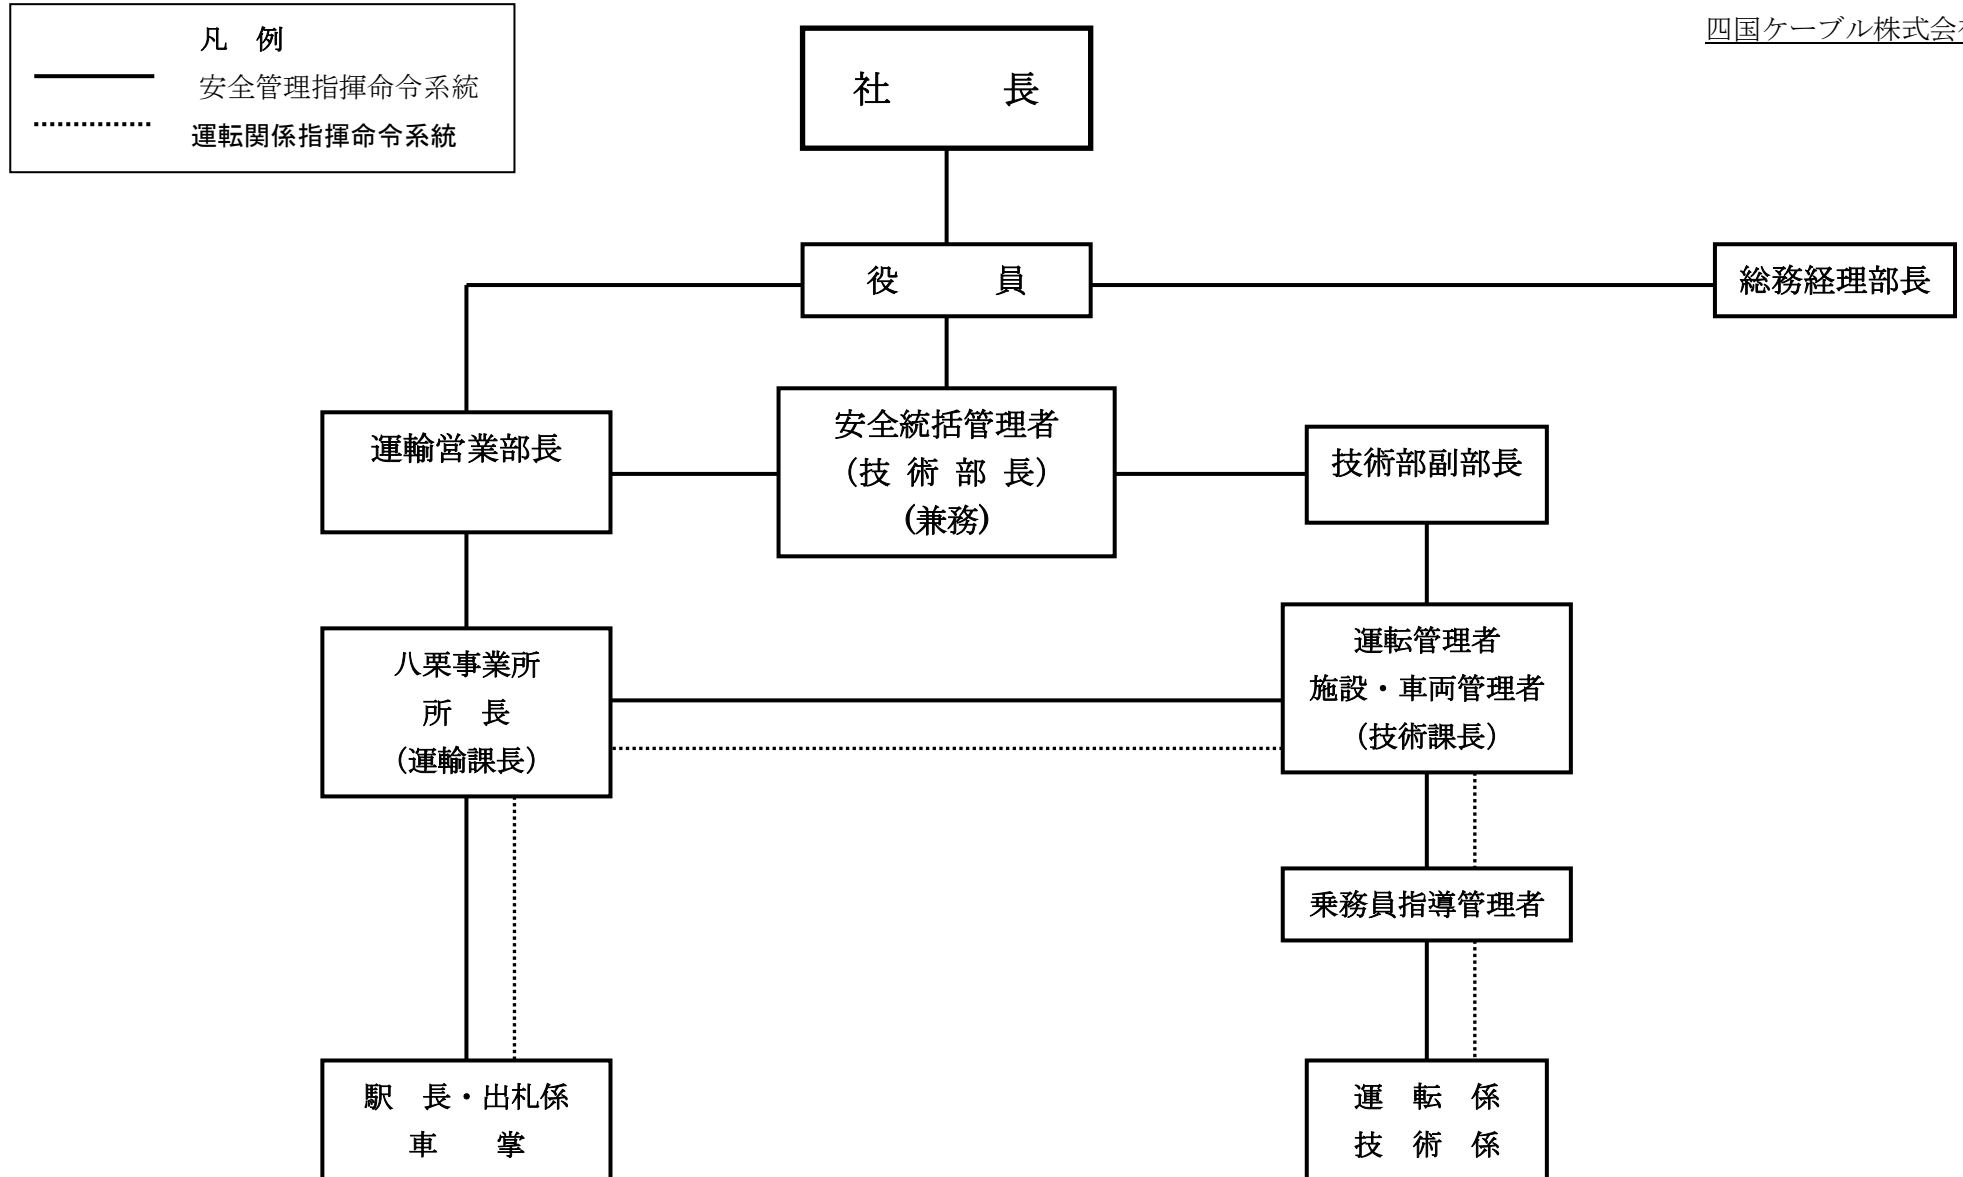 凡　例
安全管理指揮命令系統
運転関係指揮命令系統
四国ケーブル株式会
社　　　長
役　　　員
総務経理部長
運輸営業部長
安全統括管理者
（技 術 部 長）
（兼務）
技術部副部長
八栗事業所
所　長
（運輸課長）
運転管理者
施設・車両管理者
（技術課長）
乗務員指導管理者
駅　長・出札係
車　　掌
運　転　係
技　術　係